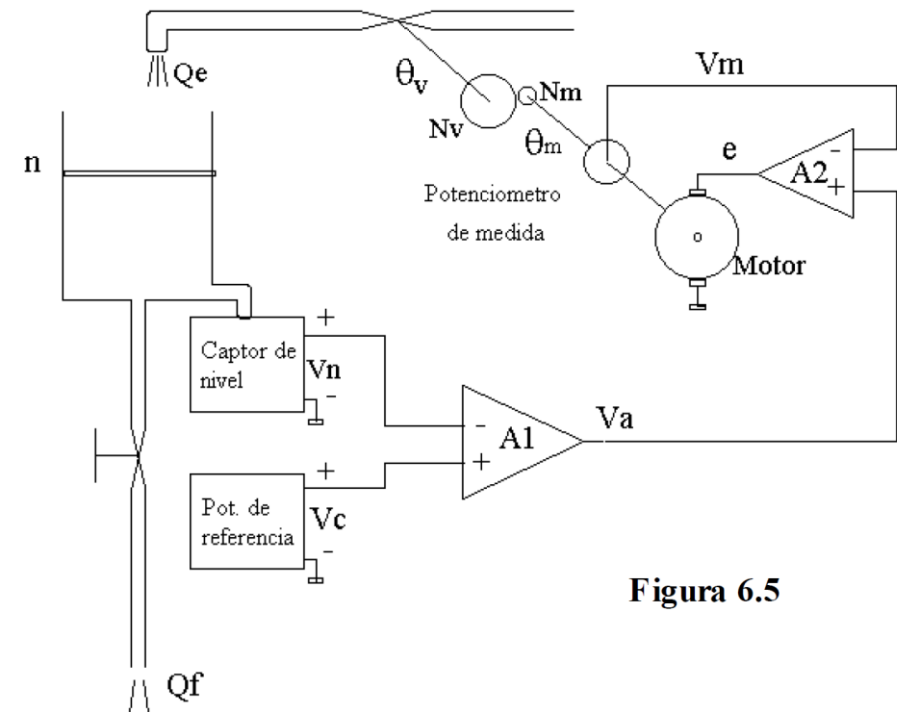 Qe
θv
Nv
Nm
θm
Vm
n
e
A2
-
+
Potenciometro
de medida
Motor
Captor de
nivel
+
Vn
-
A1
-
+
Va
Pot. de
referencia
+
Vc
-
Figura 6.5
Qf